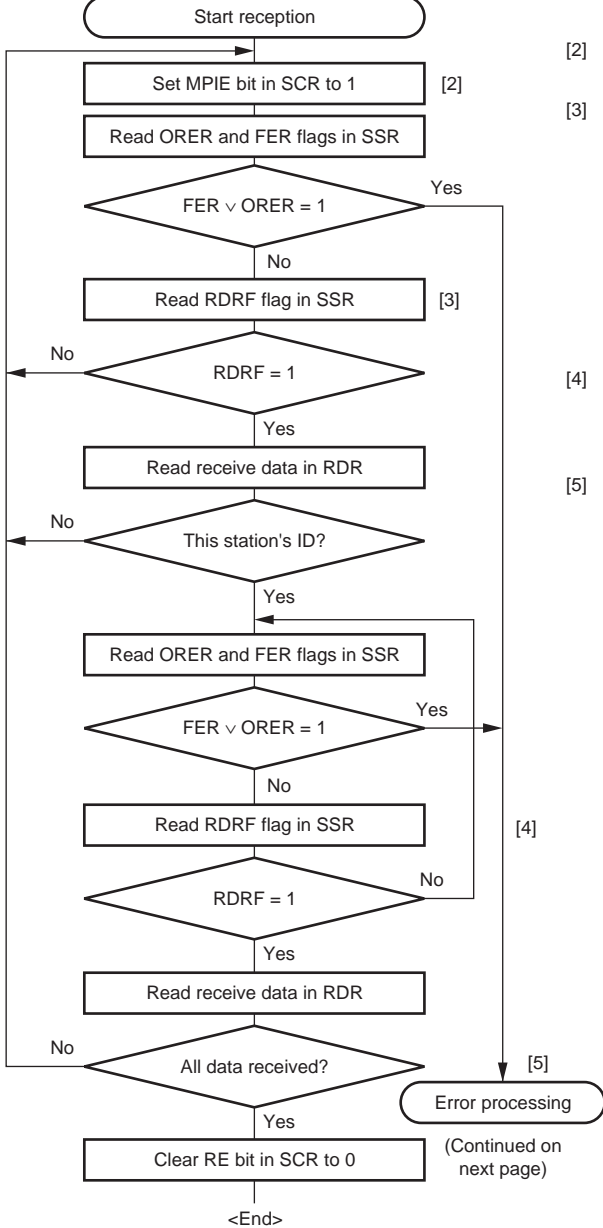 Start reception
[2]
Set MPIE bit in SCR to 1
[2]
[3]
Read ORER and FER flags in SSR
Yes
FER ∨ ORER = 1
No
Read RDRF flag in SSR
[3]
No
RDRF = 1
[4]
Yes
Read receive data in RDR
[5]
No
This station's ID?
Yes
Read ORER and FER flags in SSR
Yes
FER ∨ ORER = 1
No
Read RDRF flag in SSR
[4]
No
RDRF = 1
Yes
Read receive data in RDR
No
All data received?
[5]
Error processing
Yes
(Continued on
next page)
Clear RE bit in SCR to 0
<End>